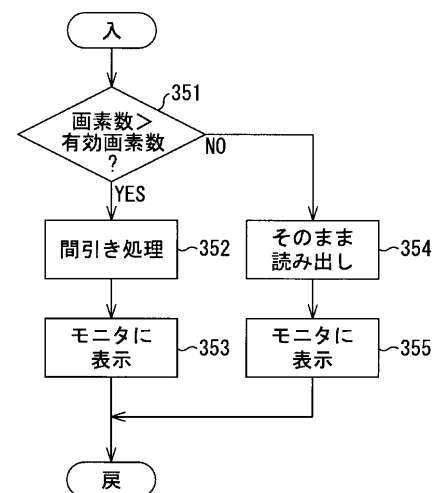 入
351
画素数>
有効画素数
?
NO
YES
間引き処理
352
そのまま
読み出し
354
モニタに
表示
353
モニタに
表示
355
戻